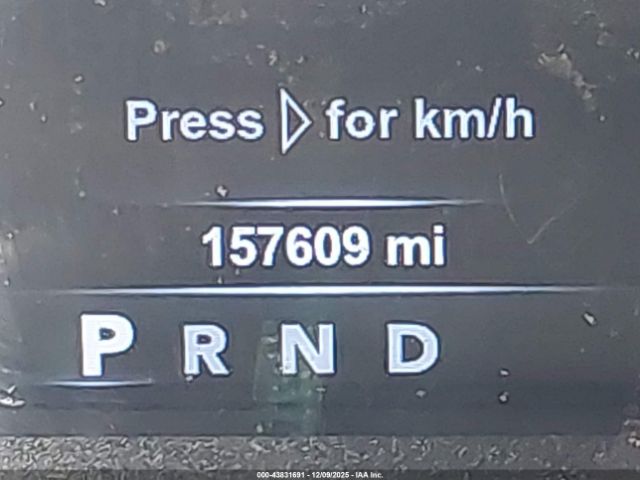 Press ▷ for km/h
157609 mi
P R N D
000-43831691 - 12/09/2025 - IAA Inc.